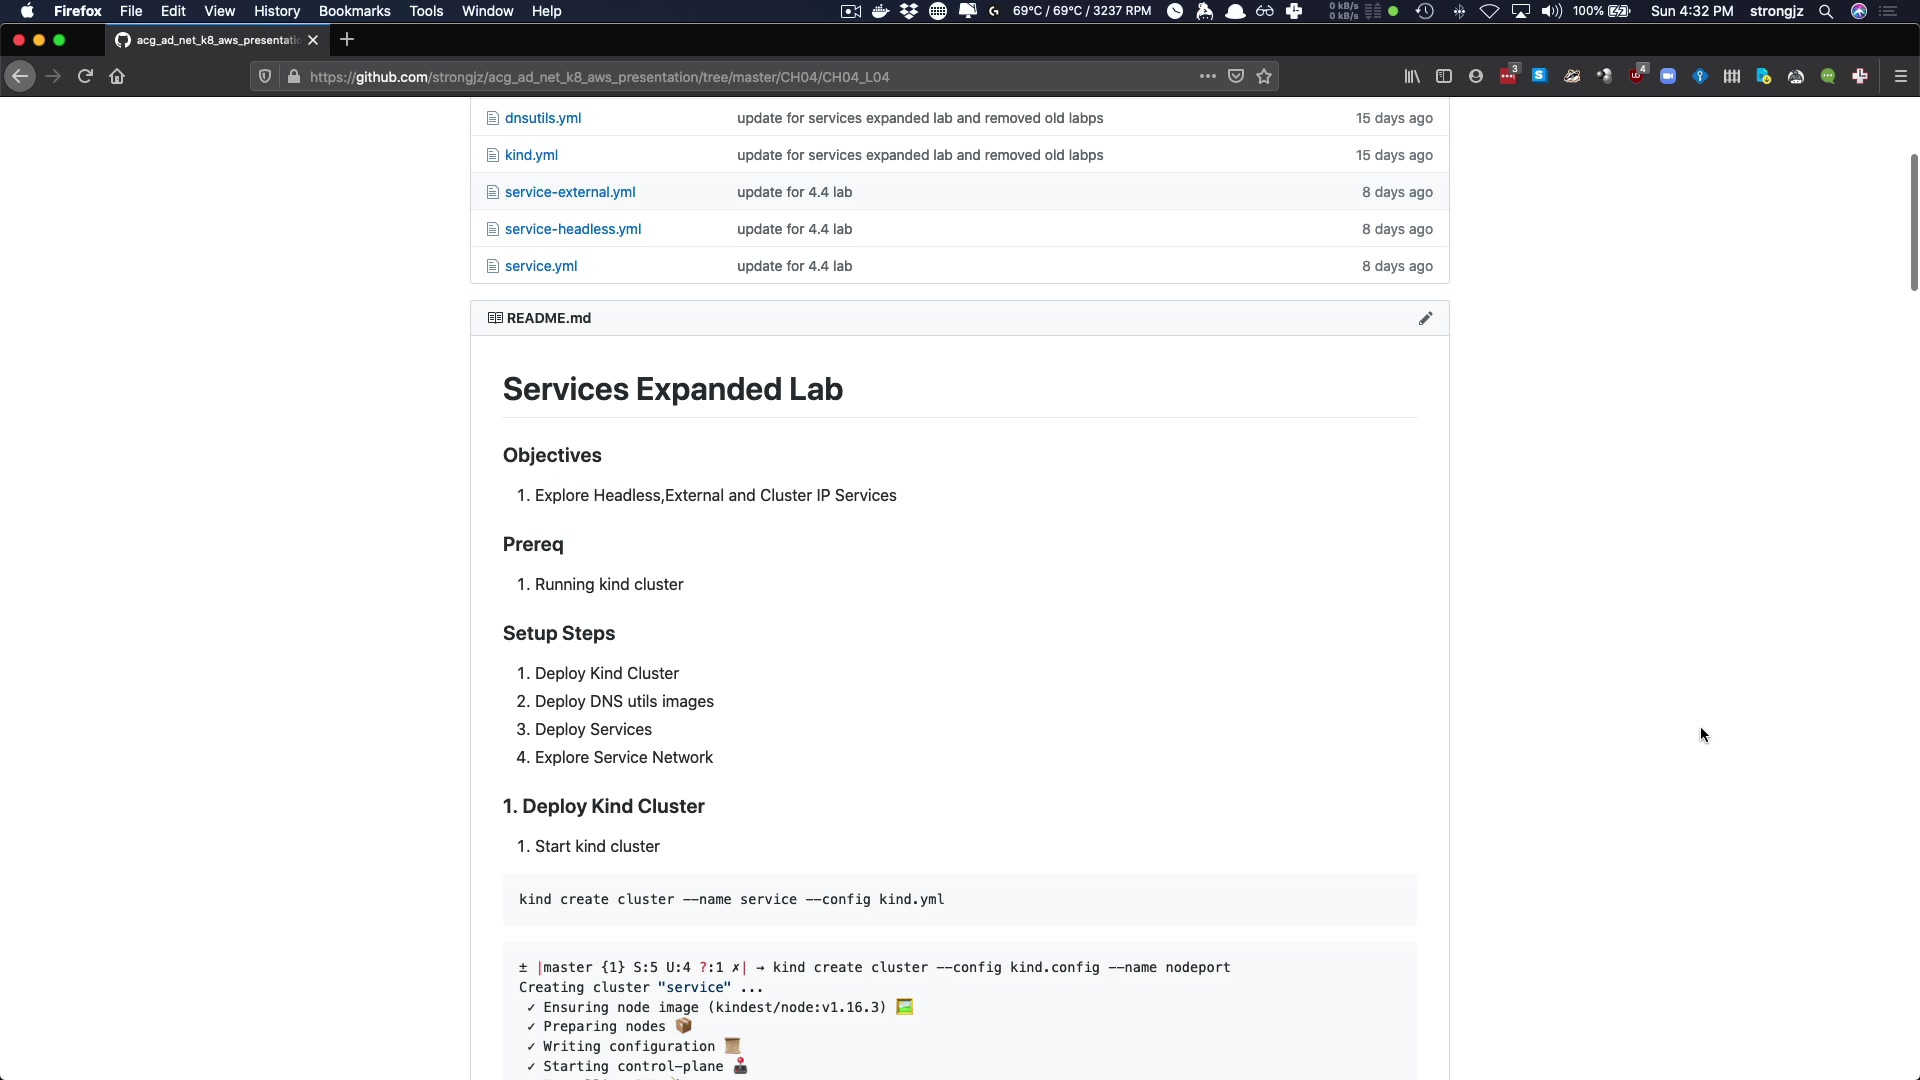 Firefox File Edit View History Bookmarks Tools Window Help 69°C / 69°C / 3237 RPM 0 kB/s 0 kB/s 100% Sun 4:32 PM strongjz
acg_ad_net_k8_aws_presentatic
https://github.com/strongjz/acg_ad_net_k8_aws_presentation/tree/master/CH04/CH04_L04 3 4
dnsutils.yml update for services expanded lab and removed old labps 15 days ago
kind.yml update for services expanded lab and removed old labps 15 days ago
service-external.yml update for 4.4 lab 8 days ago
service-headless.yml update for 4.4 lab 8 days ago
service.yml update for 4.4 lab 8 days ago
README.md
Services Expanded Lab
Objectives
1. Explore Headless,External and Cluster IP Services
Prereq
1. Running kind cluster
Setup Steps
1. Deploy Kind Cluster
2. Deploy DNS utils images
3. Deploy Services
4. Explore Service Network
1. Deploy Kind Cluster
1. Start kind cluster
kind create cluster --name service --config kind.yml
± |master {1} S:5 U:4 ?:1 ✗| → kind create cluster --config kind.config --name nodeport
Creating cluster "service" ...
✓ Ensuring node image (kindest/node:v1.16.3) 🖼
✓ Preparing nodes 📦
✓ Writing configuration 📜
✓ Starting control-plane 🕹